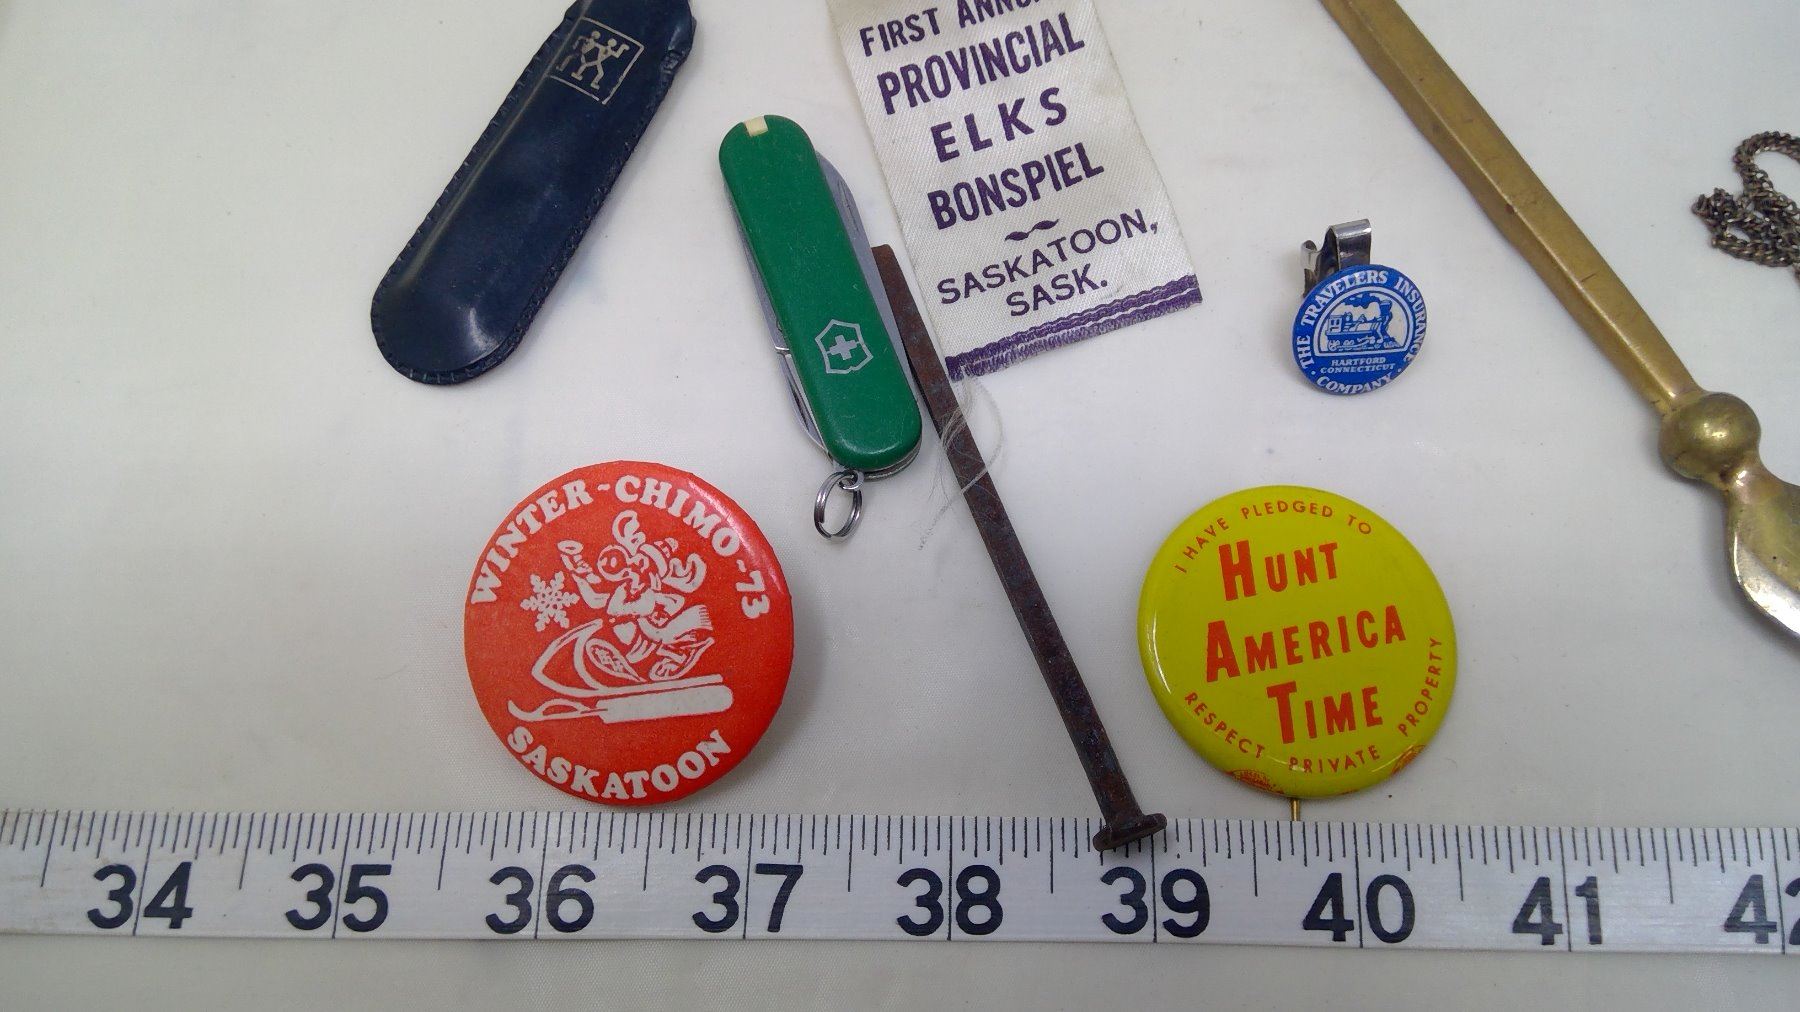 FIRST
PROVINCIAL
ELKS
BONSPIEL
SASKATOON,
SASK.
THE TRAVELERS INSURANCE
HARTFORD
CONNECTICUT
COMPANY
WINTER-CHIMO-73
SASKATOON
I HAVE PLEDGED TO
HUNT
AMERICA
TIME
RESPECT PRIVATE PROPERTY
34 35 36 37 38 39 40 41 42